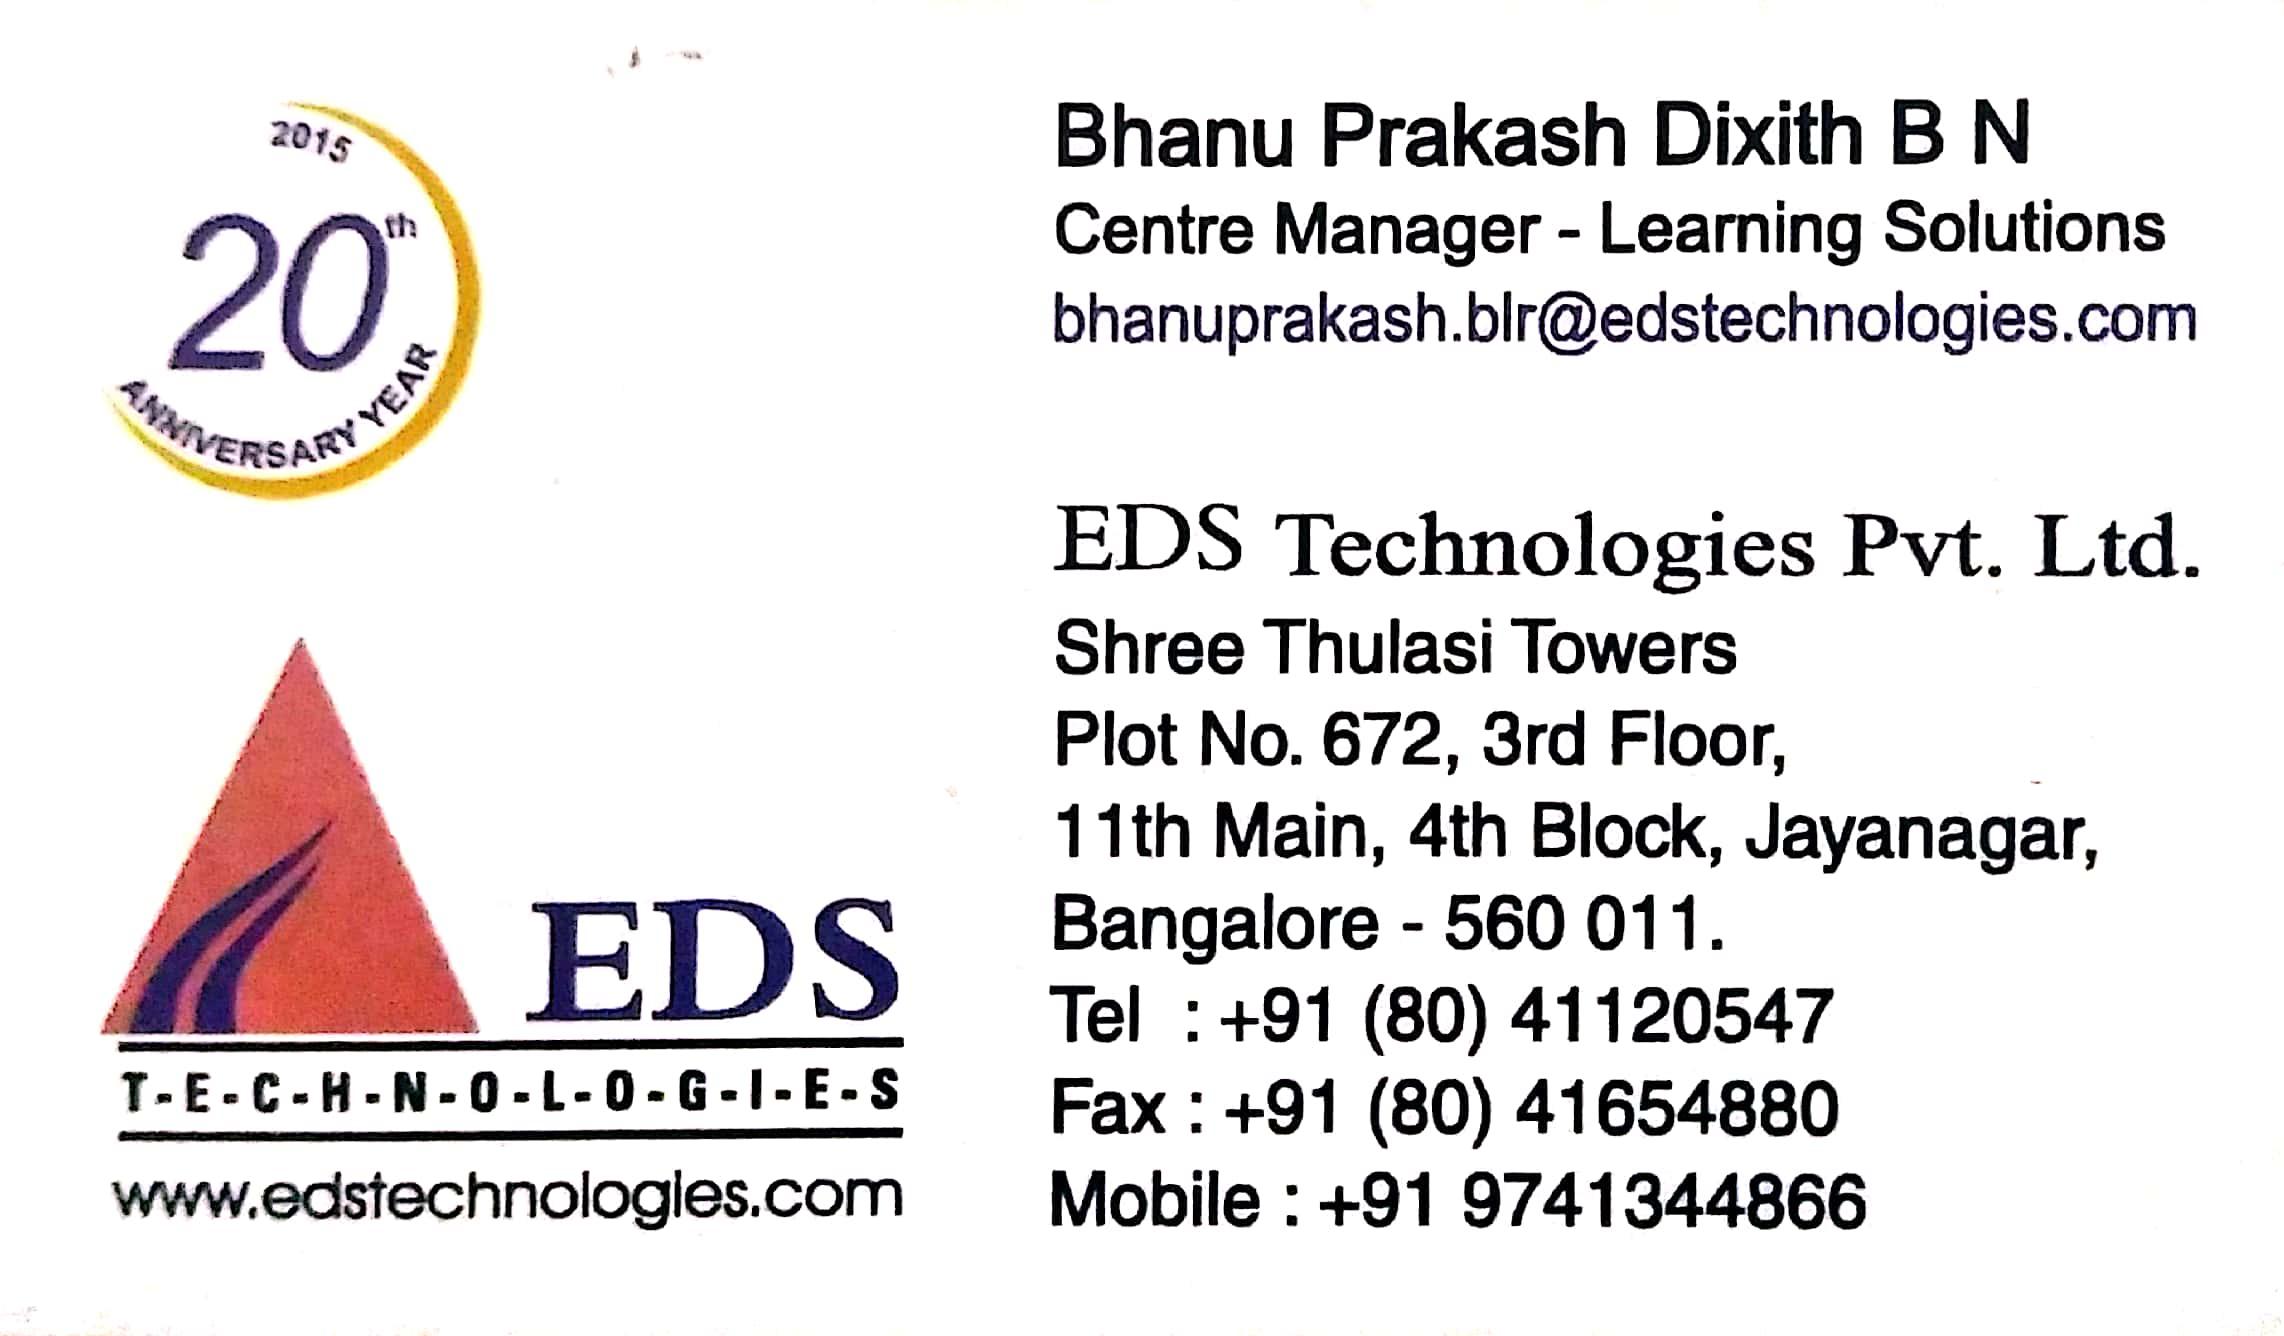 2015
20th
ANNIVERSARY YEAR
EDS
T-E-C-H-N-O-L-O-G-I-E-S
www.edstechnologies.com
Bhanu Prakash Dixith B N
Centre Manager - Learning Solutions
bhanuprakash.blr@edstechnologies.com
EDS Technologies Pvt. Ltd.
Shree Thulasi Towers
Plot No. 672, 3rd Floor,
11th Main, 4th Block, Jayanagar,
Bangalore - 560 011.
Tel : +91 (80) 41120547
Fax : +91 (80) 41654880
Mobile : +91 9741344866